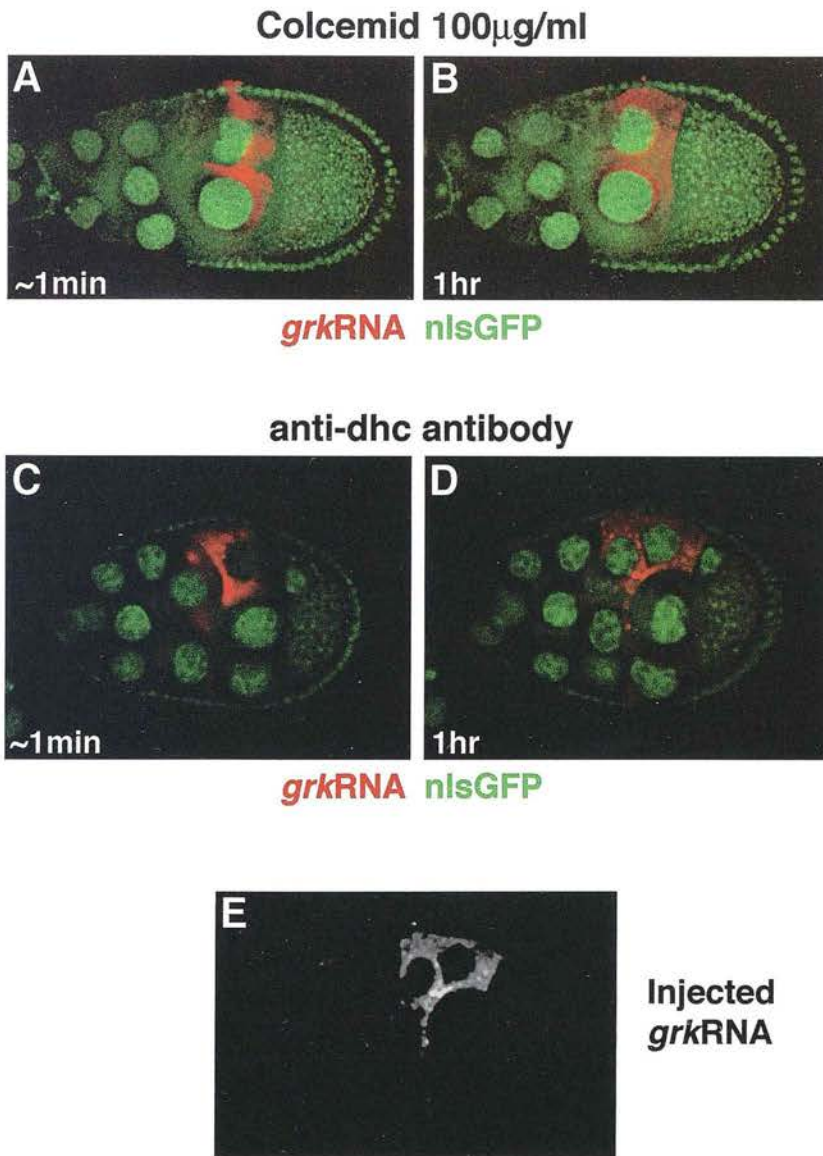 Colcemid 100µg/ml
A
B
~1min
1hr
grkRNA nlsGFP
anti-dhc antibody
C
D
~1min
1hr
grkRNA nlsGFP
E
Injected
grkRNA